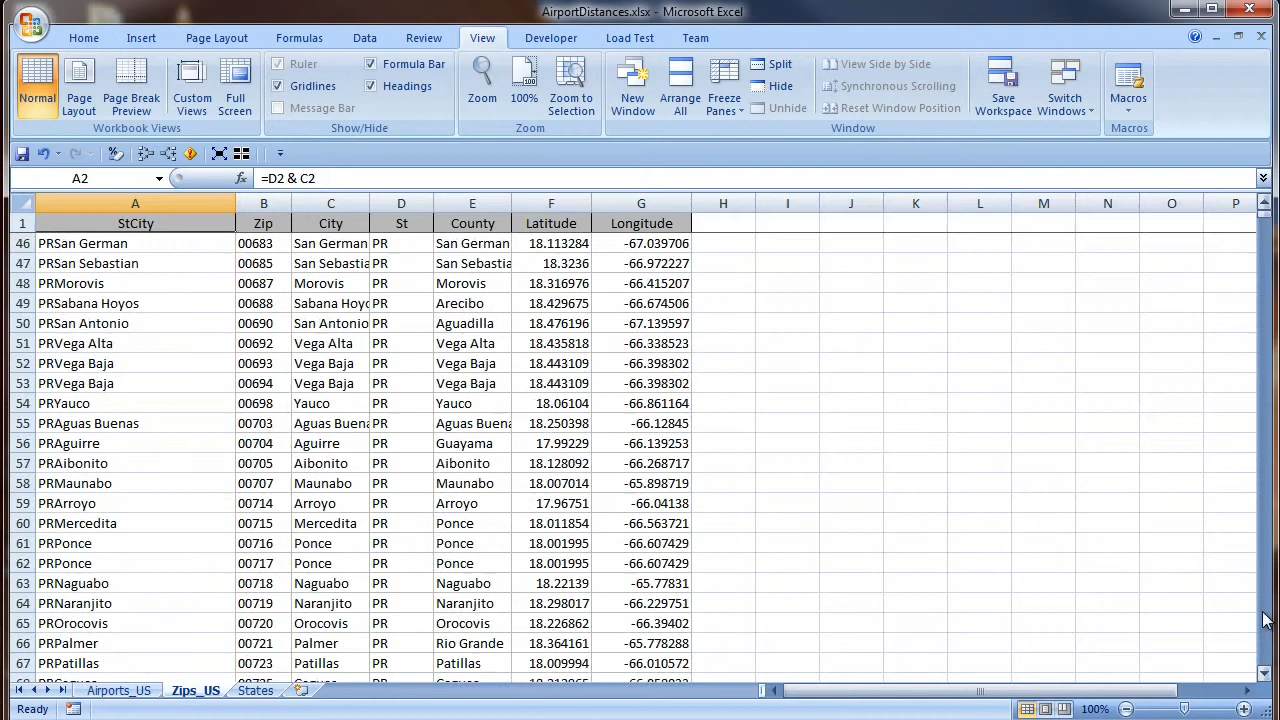 AirportDistances.xlsx - Microsoft Excel
Home Insert Page Layout Formulas Data Review View Developer Load Test Team
Normal Page Layout Page Break Preview Custom Views Full Screen
Workbook Views
Ruler Formula Bar
Gridlines Headings
Message Bar
Show/Hide
Zoom 100% Zoom to Selection
Zoom
New Window Arrange All Freeze Panes
Split View Side by Side
Hide Synchronous Scrolling
Unhide Reset Window Position
Save Workspace Switch Windows
Window
Macros
Macros
A2 fx =D2 & C2
A B C D E F G H I J K L M N O P
1 StCity Zip City St County Latitude Longitude
46 PRSan German 00683 San German PR San German 18.113284 -67.039706
47 PRSan Sebastian 00685 San Sebastia PR San Sebastia 18.3236 -66.972227
48 PRMorovis 00687 Morovis PR Morovis 18.316976 -66.415207
49 PRSabana Hoyos 00688 Sabana Hoyo PR Arecibo 18.429675 -66.674506
50 PRSan Antonio 00690 San Antonio PR Aguadilla 18.476196 -67.139597
51 PRVega Alta 00692 Vega Alta PR Vega Alta 18.435818 -66.338523
52 PRVega Baja 00693 Vega Baja PR Vega Baja 18.443109 -66.398302
53 PRVega Baja 00694 Vega Baja PR Vega Baja 18.443109 -66.398302
54 PRYauco 00698 Yauco PR Yauco 18.06104 -66.861164
55 PRAguas Buenas 00703 Aguas Buena PR Aguas Buena 18.250398 -66.12845
56 PRAguirre 00704 Aguirre PR Guayama 17.99229 -66.139253
57 PRAibonito 00705 Aibonito PR Aibonito 18.128092 -66.268717
58 PRMaunabo 00707 Maunabo PR Maunabo 18.007014 -65.898719
59 PRArroyo 00714 Arroyo PR Arroyo 17.96751 -66.04138
60 PRMercedita 00715 Mercedita PR Ponce 18.011854 -66.563721
61 PRPonce 00716 Ponce PR Ponce 18.001995 -66.607429
62 PRPonce 00717 Ponce PR Ponce 18.001995 -66.607429
63 PRNaguabo 00718 Naguabo PR Naguabo 18.22139 -65.77831
64 PRNaranjito 00719 Naranjito PR Naranjito 18.298017 -66.229751
65 PROrocovis 00720 Orocovis PR Orocovis 18.226862 -66.39402
66 PRPalmer 00721 Palmer PR Rio Grande 18.364161 -65.778288
67 PRPatillas 00723 Patillas PR Patillas 18.009994 -66.010572
Airports_US Zips_US States
Ready 100%